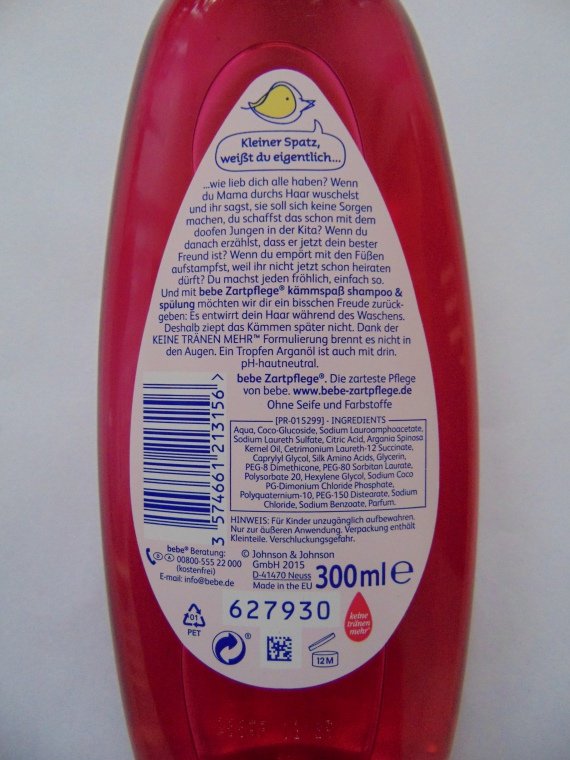 Kleiner Spatz,
weißt du eigentlich...
...wie lieb dich alle haben? Wenn
du Mama durchs Haar wuschelst
und ihr sagst, sie soll sich keine Sorgen
machen, du schaffst das schon mit dem
doofen Jungen in der Kita? Wenn du
danach erzählst, dass er jetzt dein bester
Freund ist? Wenn du empört mit den Füßen
aufstampfst, weil ihr nicht jetzt schon heiraten
dürft? Du machst jeden fröhlich, einfach so.
Und mit bebe Zartpflege® kämmspaß shampoo &
spülung möchten wir dir ein bisschen Freude zurück-
geben: Es entwirrt dein Haar während des Waschens.
Deshalb ziept das Kämmen später nicht. Dank der
KEINE TRÄNEN MEHR™ Formulierung brennt es nicht in
den Augen. Ein Tropfen Arganöl ist auch mit drin.
pH-hautneutral.
bebe Zartpflege®. Die zarteste Pflege
von bebe. www.bebe-zartpflege.de
Ohne Seife und Farbstoffe
[PR-015299] - INGREDIENTS
Aqua, Coco-Glucoside, Sodium Lauroamphoacetate,
Sodium Laureth Sulfate, Citric Acid, Argania Spinosa
Kernel Oil, Cetrimonium Laureth-12 Succinate,
Caprylyl Glycol, Silk Amino Acids, Glycerin,
PEG-8 Dimethicone, PEG-80 Sorbitan Laurate,
Polysorbate 20, Hexylene Glycol, Sodium Coco
PG-Dimonium Chloride Phosphate,
Polyquaternium-10, PEG-150 Distearate, Sodium
Chloride, Sodium Benzoate, Parfum.
HINWEIS: Für Kinder unzugänglich aufbewahren.
Nur zur äußeren Anwendung. Verpackung enthält
Kleinteile. Verschluckungsgefahr.
3 574661 213156 >
bebe® Beratung:
D A 00800-555 22 000
(kostenfrei)
E-mail: info@bebe.de
© Johnson & Johnson
GmbH 2015
D-41470 Neuss
Made in the EU
300ml e
627930
keine
tränen
mehr®
01
PET
®
12 M